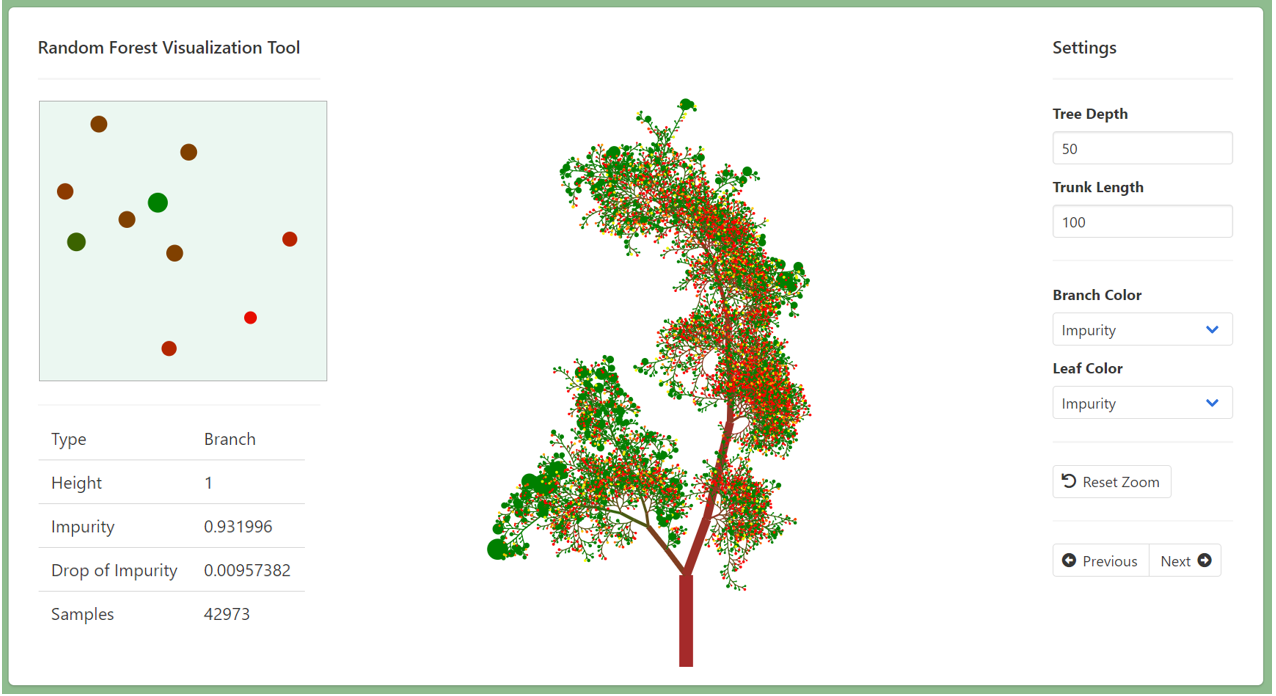 Random Forest Visualization Tool
Type Branch
Height 1
Impurity 0.931996
Drop of Impurity 0.00957382
Samples 42973
Settings
Tree Depth
50
Trunk Length
100
Branch Color
Impurity
Leaf Color
Impurity
Reset Zoom
Previous Next